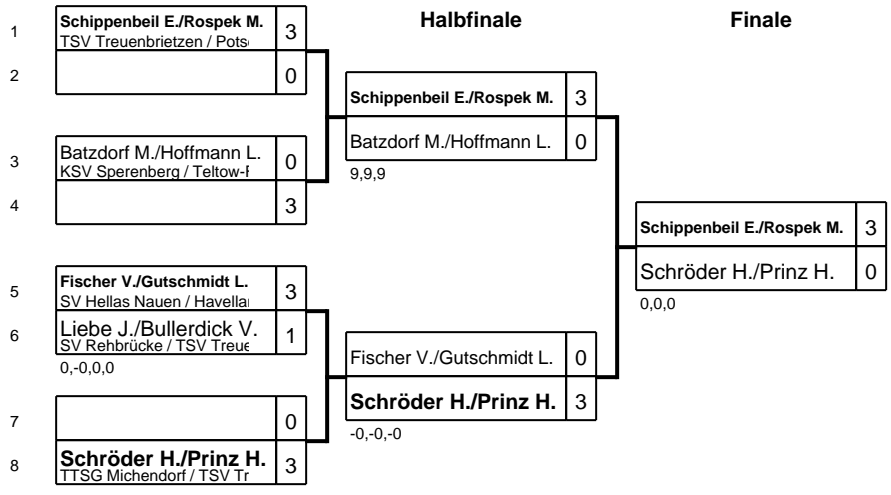 Halbfinale
Finale
1
Schippenbeil E./Rospek M.
3
TSV Treuenbrietzen / Pots
2
0
3
Batzdorf M./Hoffmann L.
0
KSV Sperenberg / Teltow-F
4
3
5
Fischer V./Gutschmidt L.
3
SV Hellas Nauen / Havella
6
Liebe J./Bullerdick V.
1
SV Rehbrücke / TSV Treue
0,-0,0,0
7
0
8
Schröder H./Prinz H.
3
TTSG Michendorf / TSV Tr
Schippenbeil E./Rospek M.
3
Batzdorf M./Hoffmann L.
0
9,9,9
Fischer V./Gutschmidt L.
0
Schröder H./Prinz H.
3
-0,-0,-0
Schippenbeil E./Rospek M.
3
Schröder H./Prinz H.
0
0,0,0